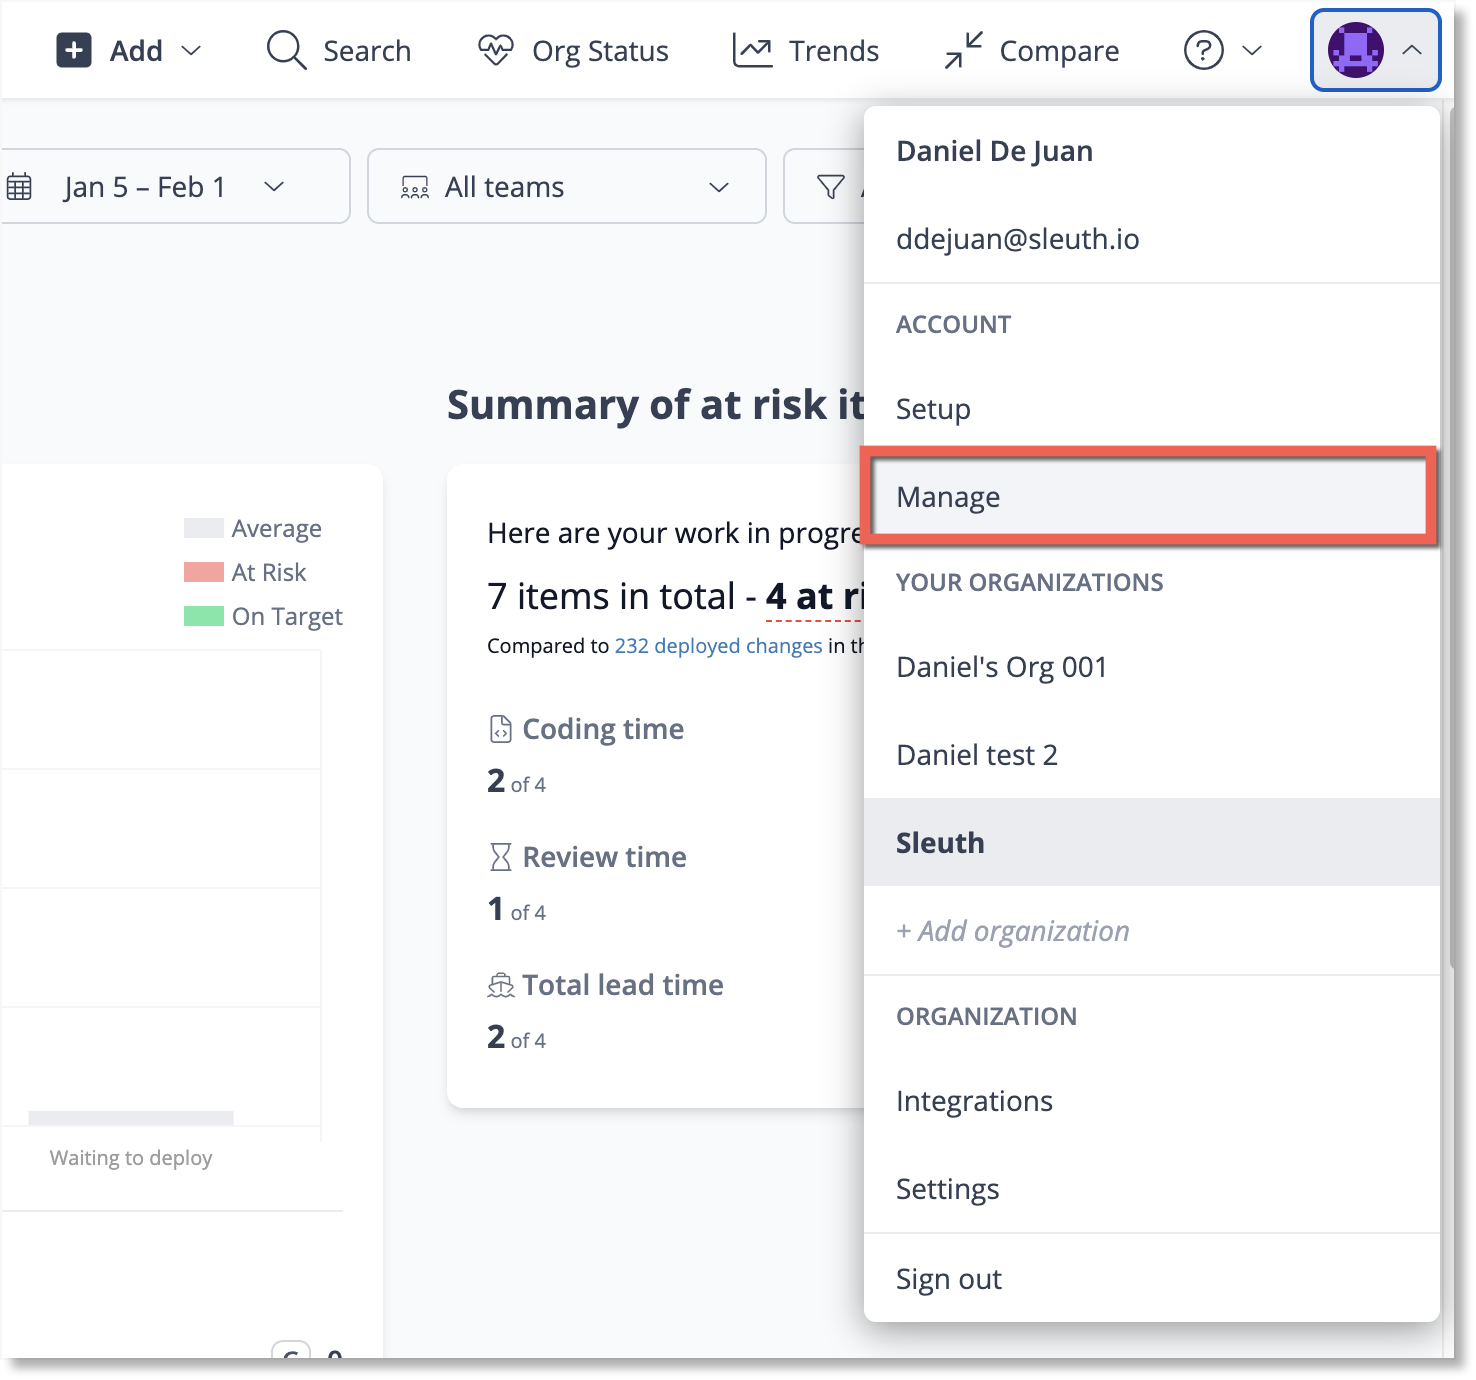 Add
Search
Org Status
Trends
Compare
Jan 5 – Feb 1
All teams
Daniel De Juan
ddejuan@sleuth.io
ACCOUNT
Setup
Manage
YOUR ORGANIZATIONS
Daniel's Org 001
Daniel test 2
Sleuth
+ Add organization
ORGANIZATION
Integrations
Settings
Sign out
Summary of at risk it
Average
At Risk
On Target
Waiting to deploy
Here are your work in progre
7 items in total - 4 at ri
Compared to 232 deployed changes in th
Coding time
2 of 4
Review time
1 of 4
Total lead time
2 of 4